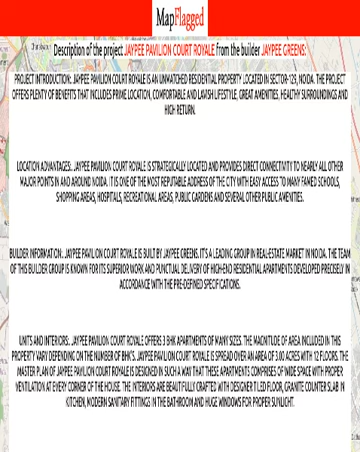 MapFlagged
Description of the project JAYPEE PAVILION COURT ROYALE from the builder JAYPEE GREENS:
PROJECT INTRODUCTION: JAYPEE PAVILION COURT ROYALE IS AN UNMATCHED RESIDENTIAL PROPERTY LOCATED IN SECTOR-129, NOIDA. THE PROJECT
OFFERS PLENTY OF BENEFITS THAT INCLUDES PRIME LOCATION, COMFORTABLE AND LAVISH LIFESTYLE, GREAT AMENITIES, HEALTHY SURROUNDINGS AND
HIGH RETURN.
LOCATION ADVANTAGES: JAYPEE PAVILION COURT ROYALE IS STRATEGICALLY LOCATED AND PROVIDES DIRECT CONNECTIVITY TO NEARLY ALL OTHER
MAJOR POINTS IN AND AROUND NOIDA. IT IS ONE OF THE MOST REPUTABLE ADDRESS OF THE CITY WITH EASY ACCESS TO MANY FAMED SCHOOLS,
SHOPPING AREAS, HOSPITALS, RECREATIONAL AREAS, PUBLIC GARDENS AND SEVERAL OTHER PUBLIC AMENITIES.
BUILDER INFORMATION: JAYPEE PAVILION COURT ROYALE IS BUILT BY JAYPEE GREENS. IT'S A LEADING GROUP IN REAL-ESTATE MARKET IN NOIDA. THE TEAM
OF THIS BUILDER GROUP IS KNOWN FOR ITS SUPERIOR WORK AND PUNCTUAL DELIVERY OF HIGH-END RESIDENTIAL APARTMENTS DEVELOPED PRECISELY IN
ACCORDANCE WITH THE PRE-DEFINED SPECIFICATIONS.
UNITS AND INTERIORS: JAYPEE PAVILION COURT ROYALE OFFERS 3 BHK APARTMENTS OF MANY SIZES. THE MAGNITUDE OF AREA INCLUDED IN THIS
PROPERTY VARY DEPENDING ON THE NUMBER OF BHK'S. JAYPEE PAVILION COURT ROYALE IS SPREAD OVER AN AREA OF 3.00 ACRES WITH 12 FLOORS. THE
MASTER PLAN OF JAYPEE PAVILION COURT ROYALE IS DESIGNED IN SUCH A WAY THAT THESE APARTMENTS COMPRISES OF WIDE SPACE WITH PROPER
VENTILATION AT EVERY CORNER OF THE HOUSE. THE INTERIORS ARE BEAUTIFULLY CRAFTED WITH DESIGNER TILED FLOOR, GRANITE COUNTER SLAB IN
KITCHEN, MODERN SANITARY FITTINGS IN THE BATHROOM AND HUGE WINDOWS FOR PROPER SUNLIGHT.